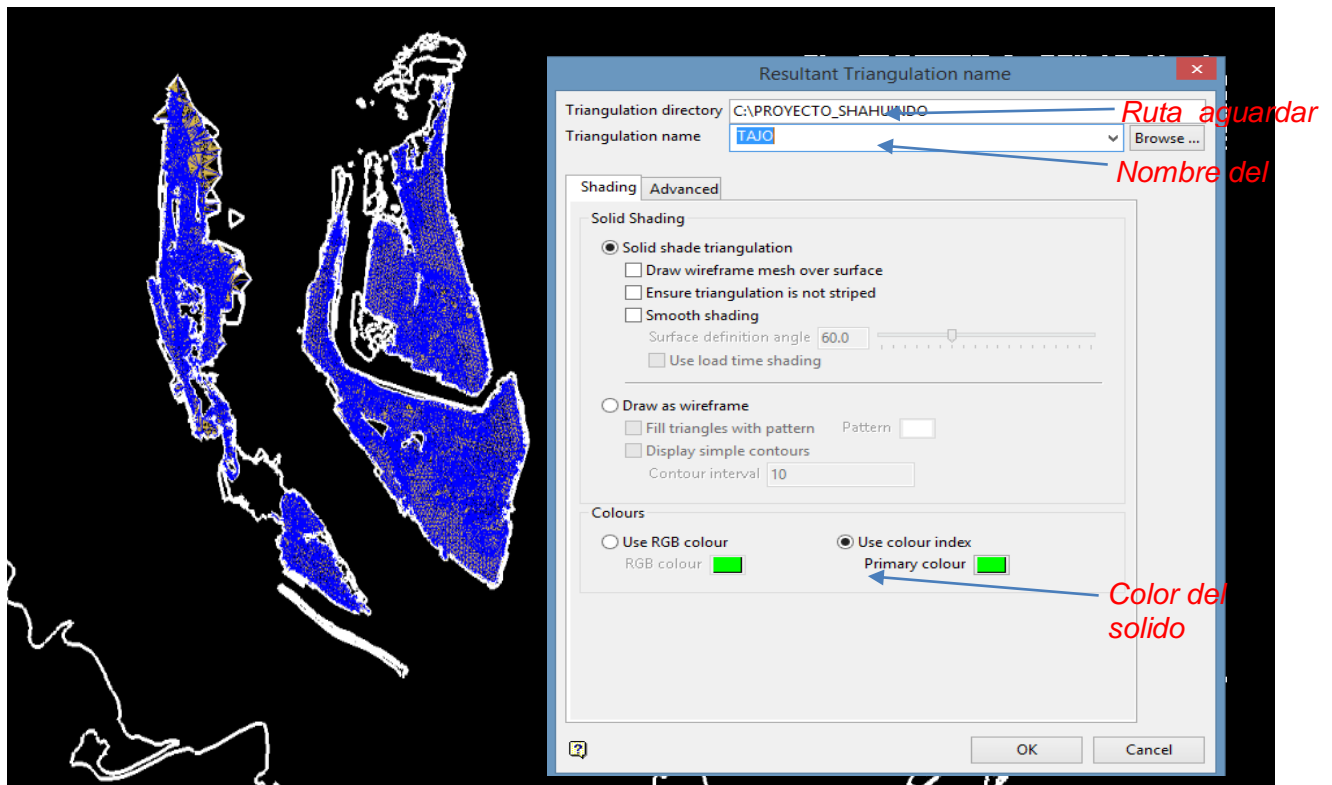 Resultant Triangulation name
Triangulation directory C:\PROYECTO_SHAHUINDO
Ruta aguardar
Triangulation name TAJO Browse ...
Nombre del
Shading Advanced
Solid Shading
Solid shade triangulation
Draw wireframe mesh over surface
Ensure triangulation is not striped
Smooth shading
Surface definition angle 60.0
Use load time shading
Draw as wireframe
Fill triangles with pattern Pattern
Display simple contours
Contour interval 10
Colours
Use RGB colour Use colour index
RGB colour Primary colour
Color del
solido
OK Cancel